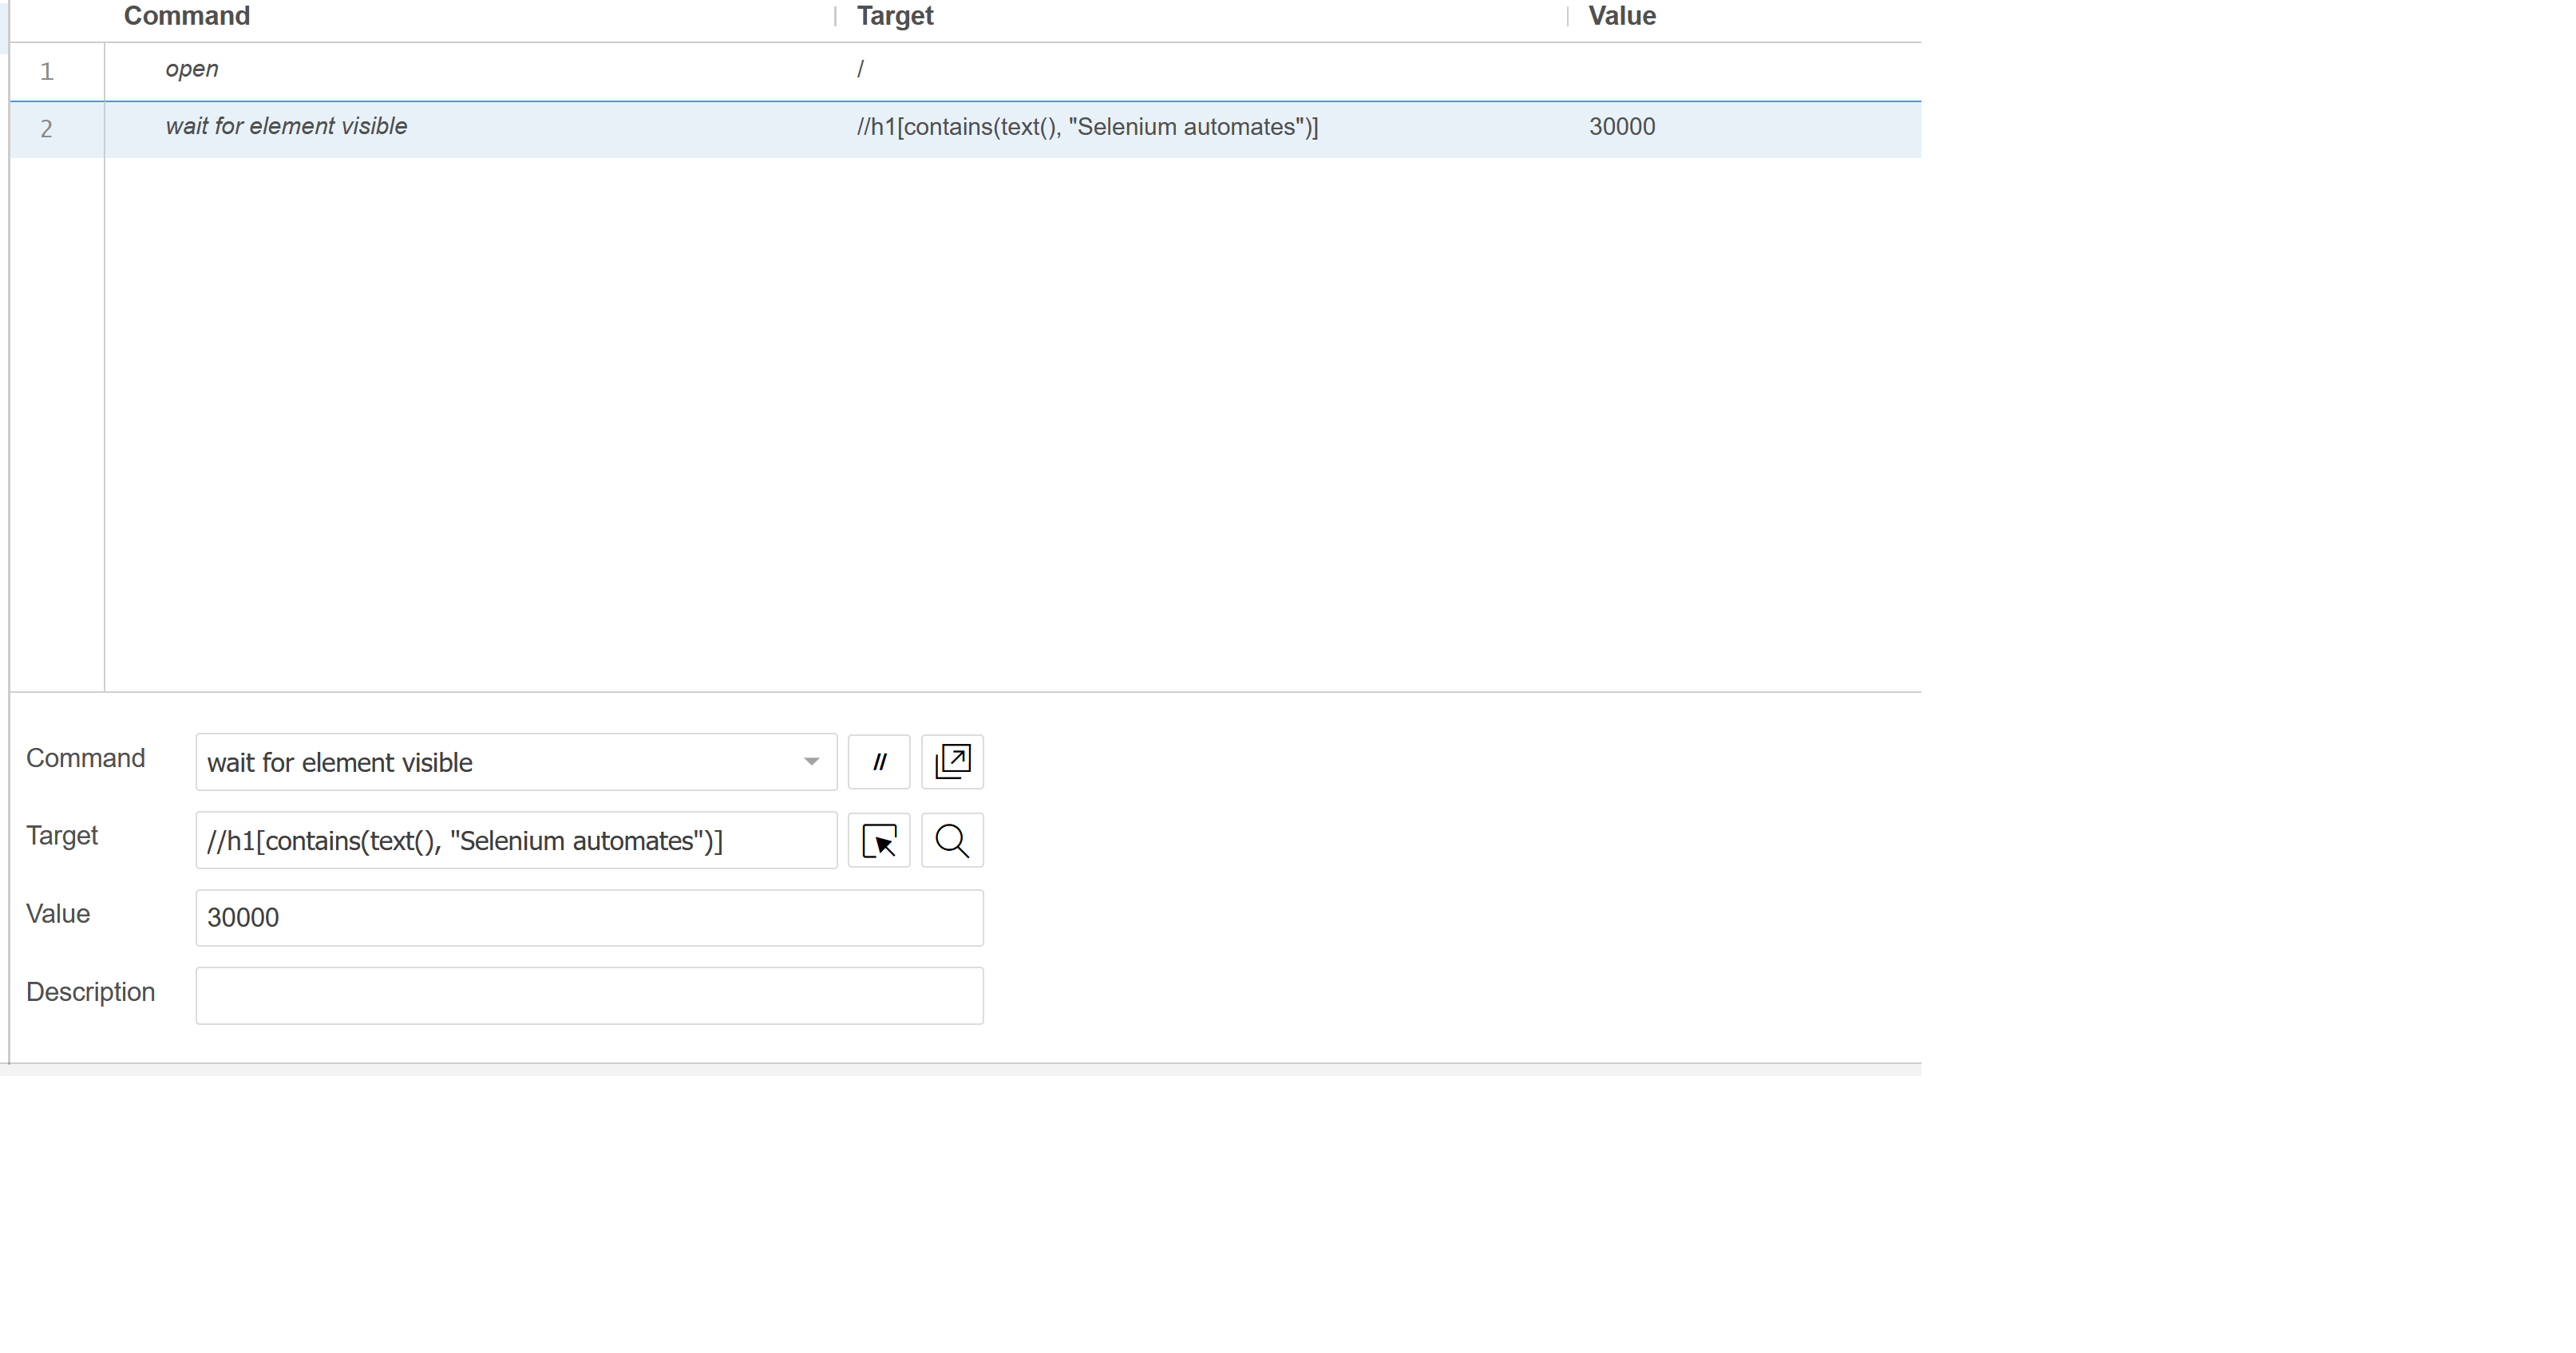 Command Target Value
1 open /
2 wait for element visible //h1[contains(text(), "Selenium automates")] 30000
Command wait for element visible //
Target //h1[contains(text(), "Selenium automates")]
Value 30000
Description